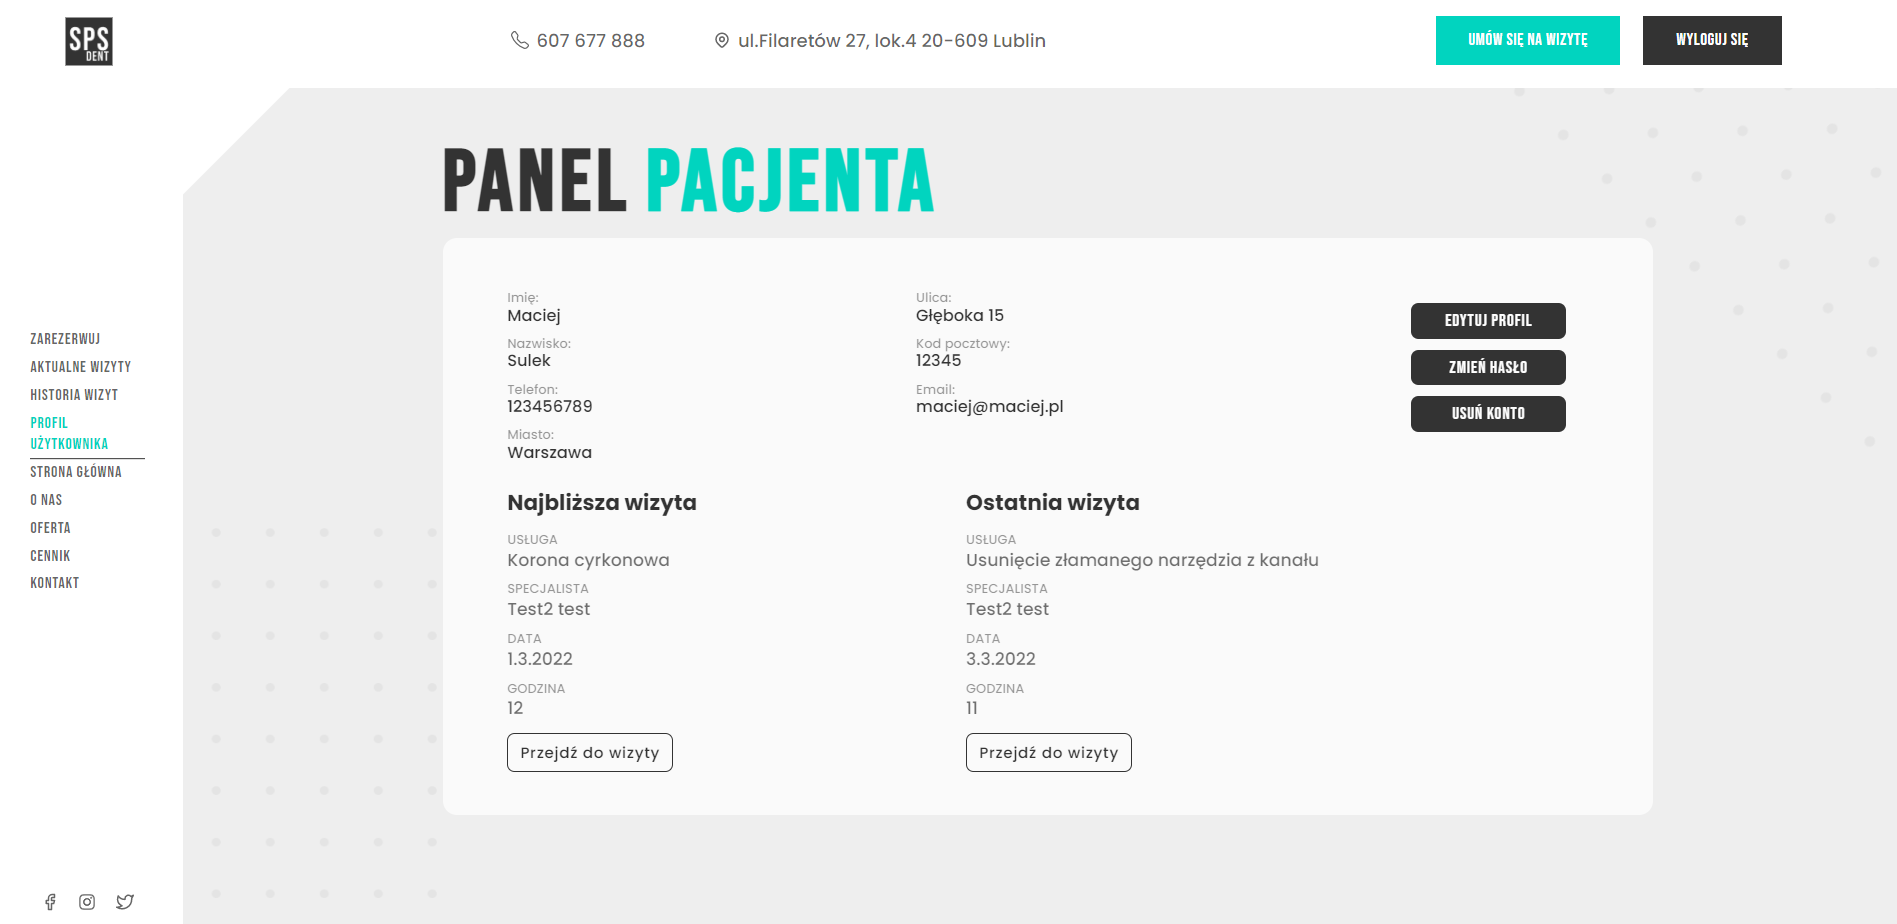 SPS
DENT
607 677 888
ul.Filaretów 27, lok.4 20-609 Lublin
UMÓW SIĘ NA WIZYTĘ
WYLOGUJ SIĘ
ZAREZERWUJ
AKTUALNE WIZYTY
HISTORIA WIZYT
PROFIL
UŻYTKOWNIKA
STRONA GŁÓWNA
O NAS
OFERTA
CENNIK
KONTAKT
PANEL PACJENTA
Imię:
Maciej
Nazwisko:
Sulek
Telefon:
123456789
Miasto:
Warszawa
Ulica:
Głęboka 15
Kod pocztowy:
12345
Email:
maciej@maciej.pl
EDYTUJ PROFIL
ZMIEŃ HASŁO
USUŃ KONTO
Najbliższa wizyta
USŁUGA
Korona cyrkonowa
SPECJALISTA
Test2 test
DATA
1.3.2022
GODZINA
12
Przejdź do wizyty
Ostatnia wizyta
USŁUGA
Usunięcie złamanego narzędzia z kanału
SPECJALISTA
Test2 test
DATA
3.3.2022
GODZINA
11
Przejdź do wizyty